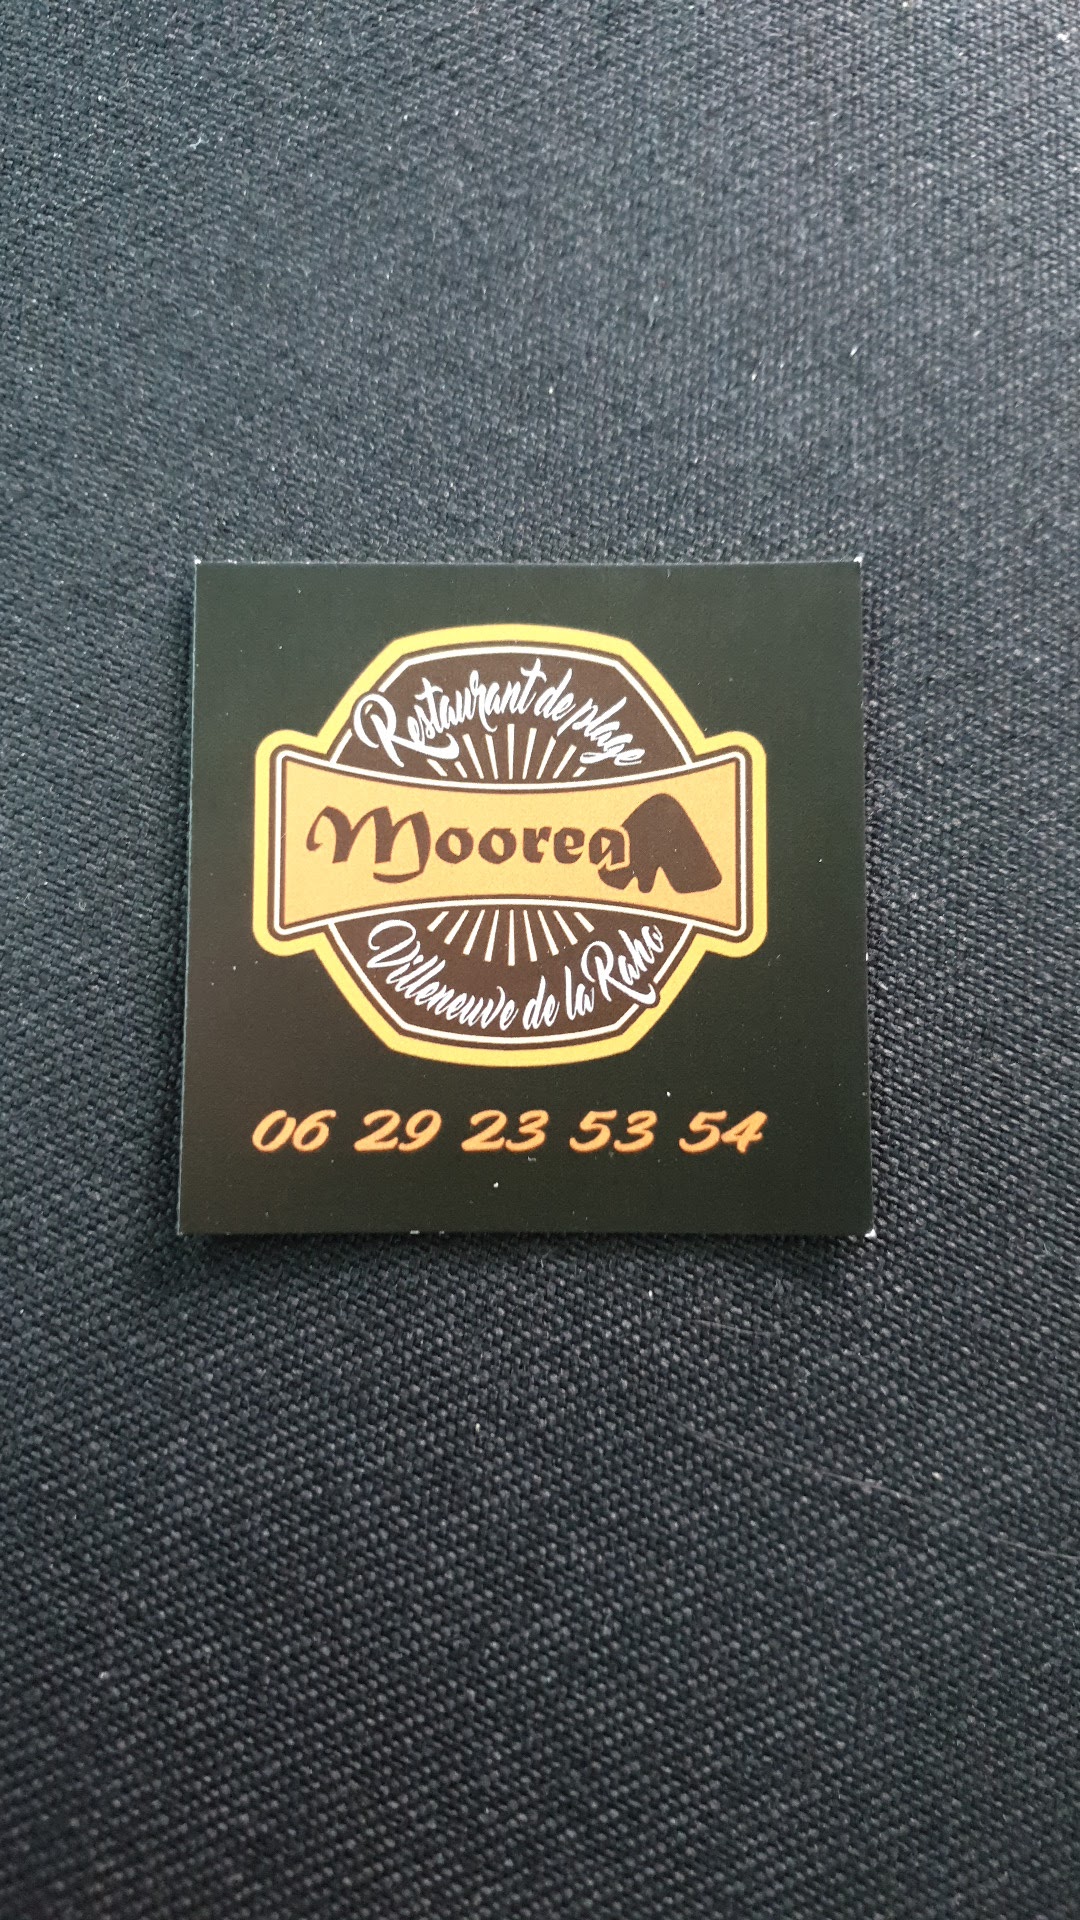 Restaurant de plage
Moorea
Villeneuve de la Raho
06 29 23 53 54